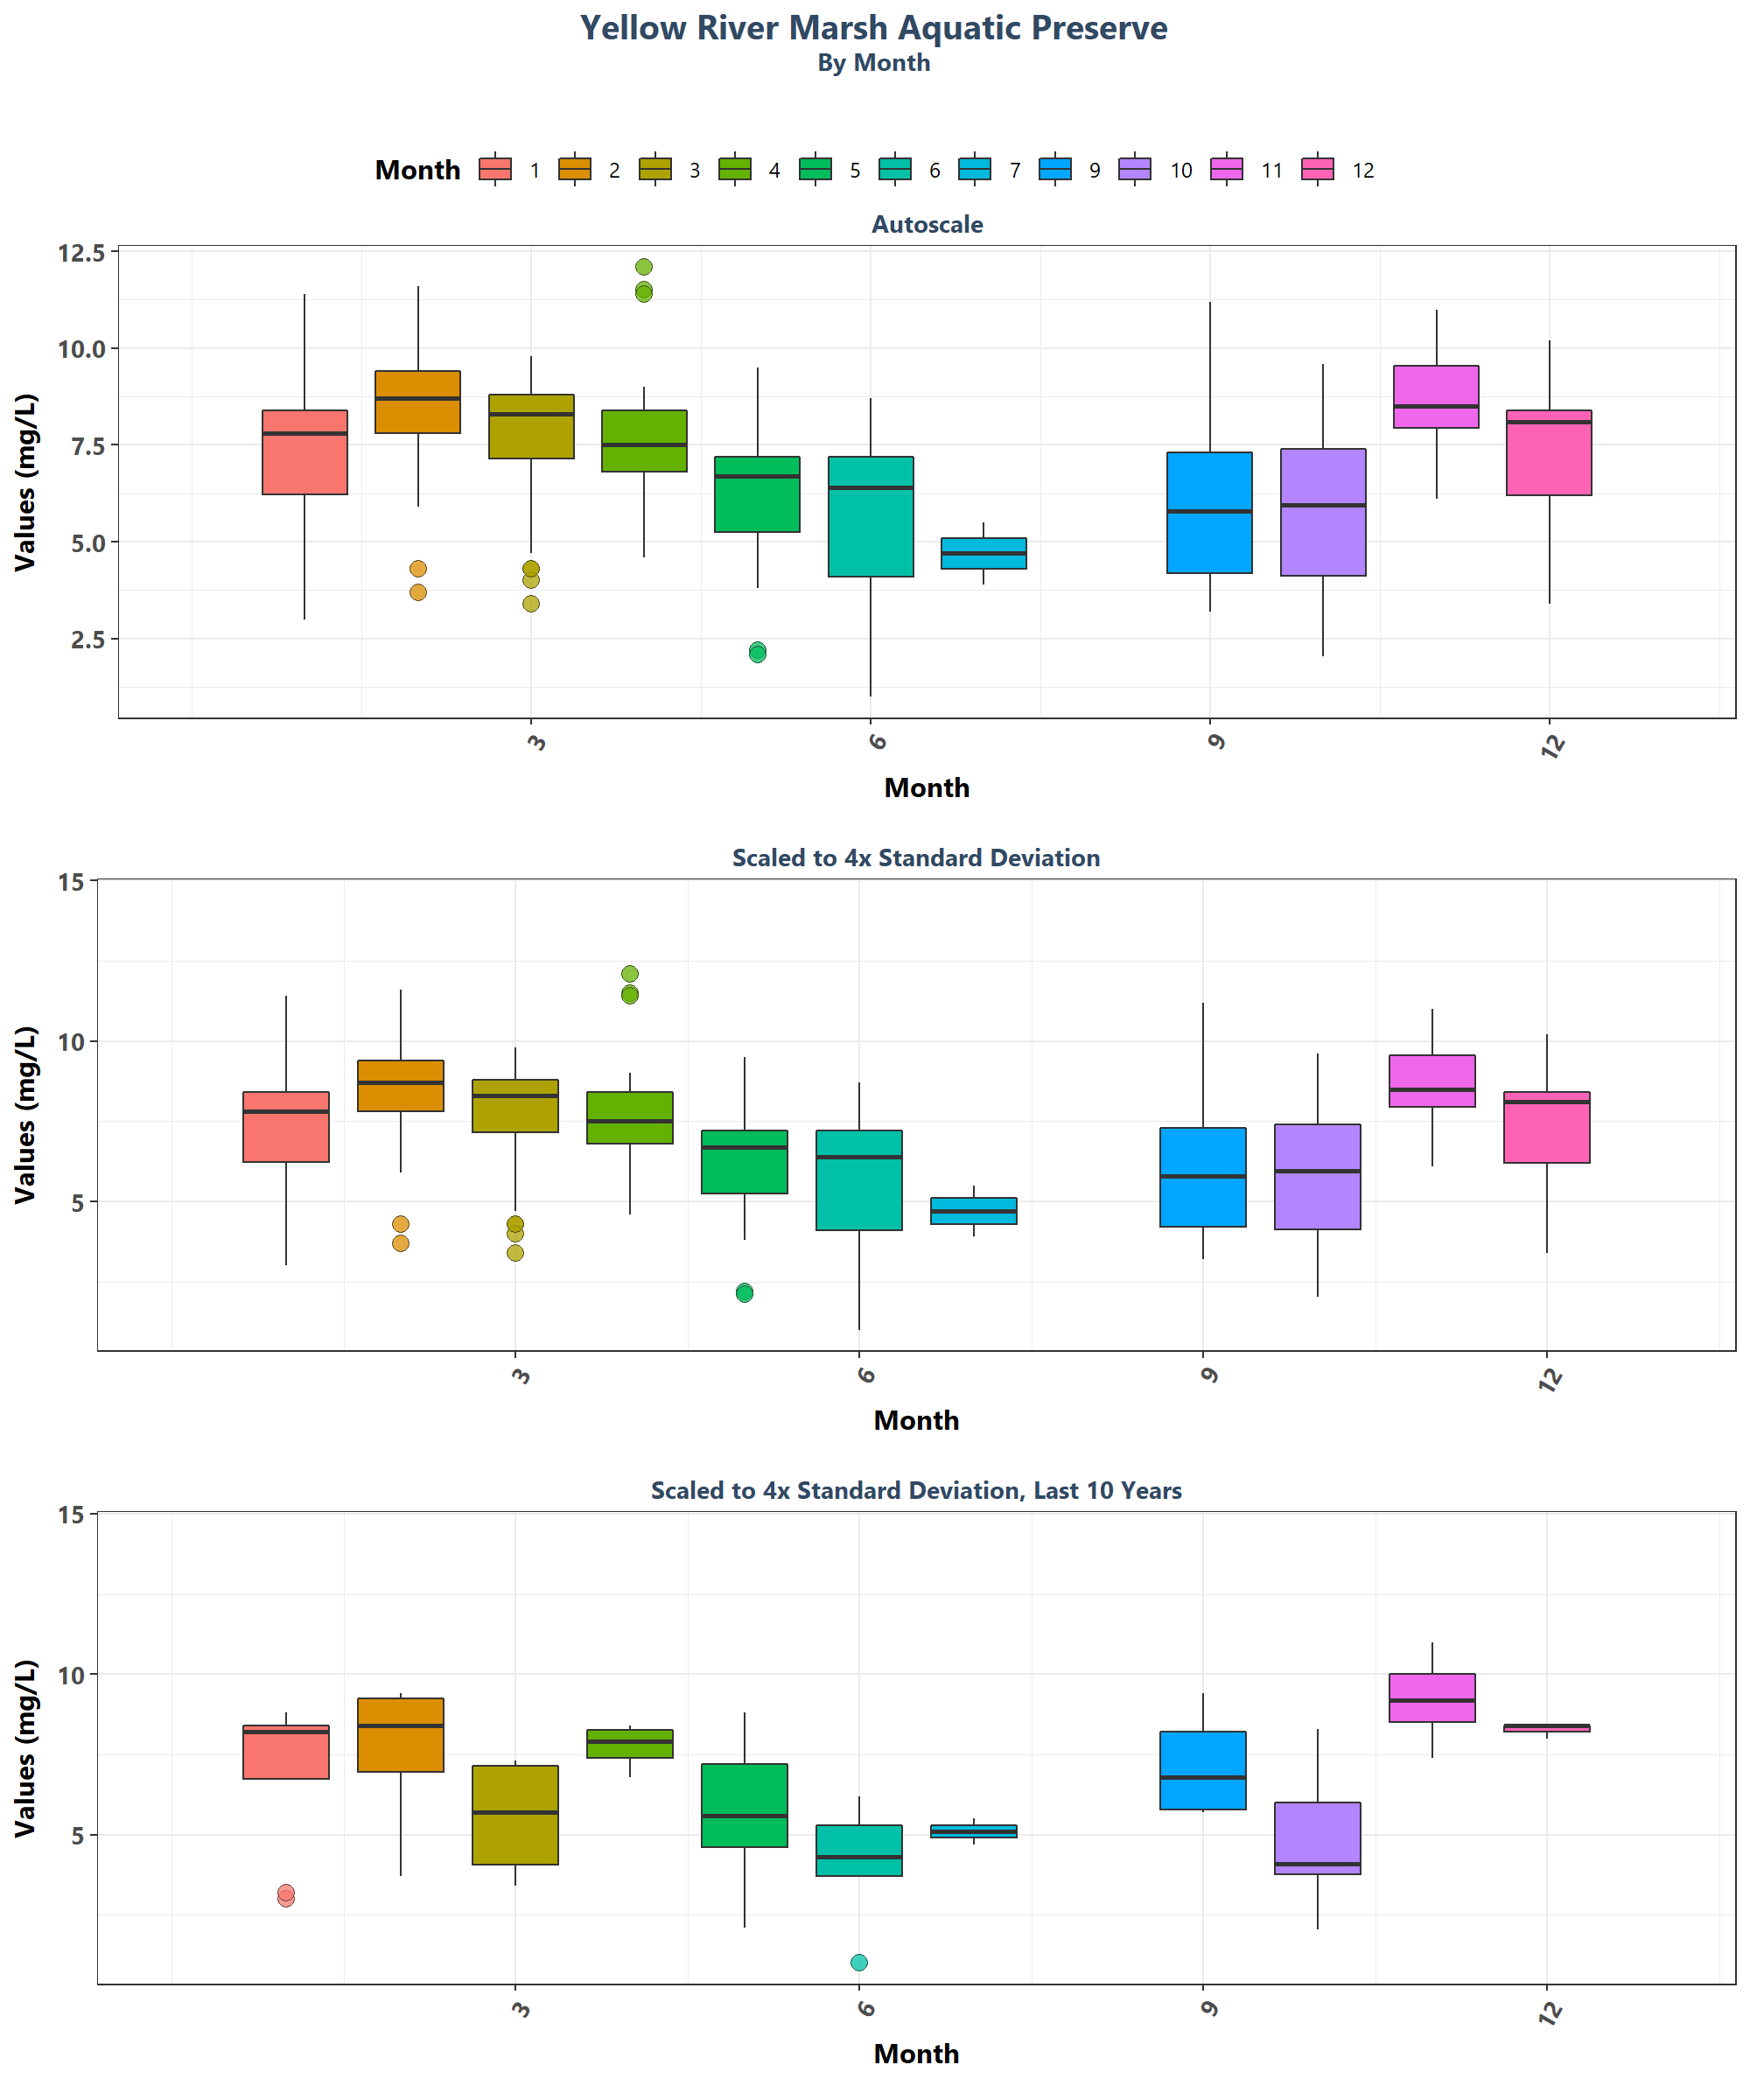 Yellow River Marsh Aquatic Preserve
By Month
Month 1 2 3 4 5 6 7 9 10 11 12
Autoscale
Values (mg/L)
12.5
10.0
7.5
5.0
2.5
3 6 9 12
Month
Scaled to 4x Standard Deviation
Values (mg/L)
15
10
5
3 6 9 12
Month
Scaled to 4x Standard Deviation, Last 10 Years
Values (mg/L)
15
10
5
3 6 9 12
Month